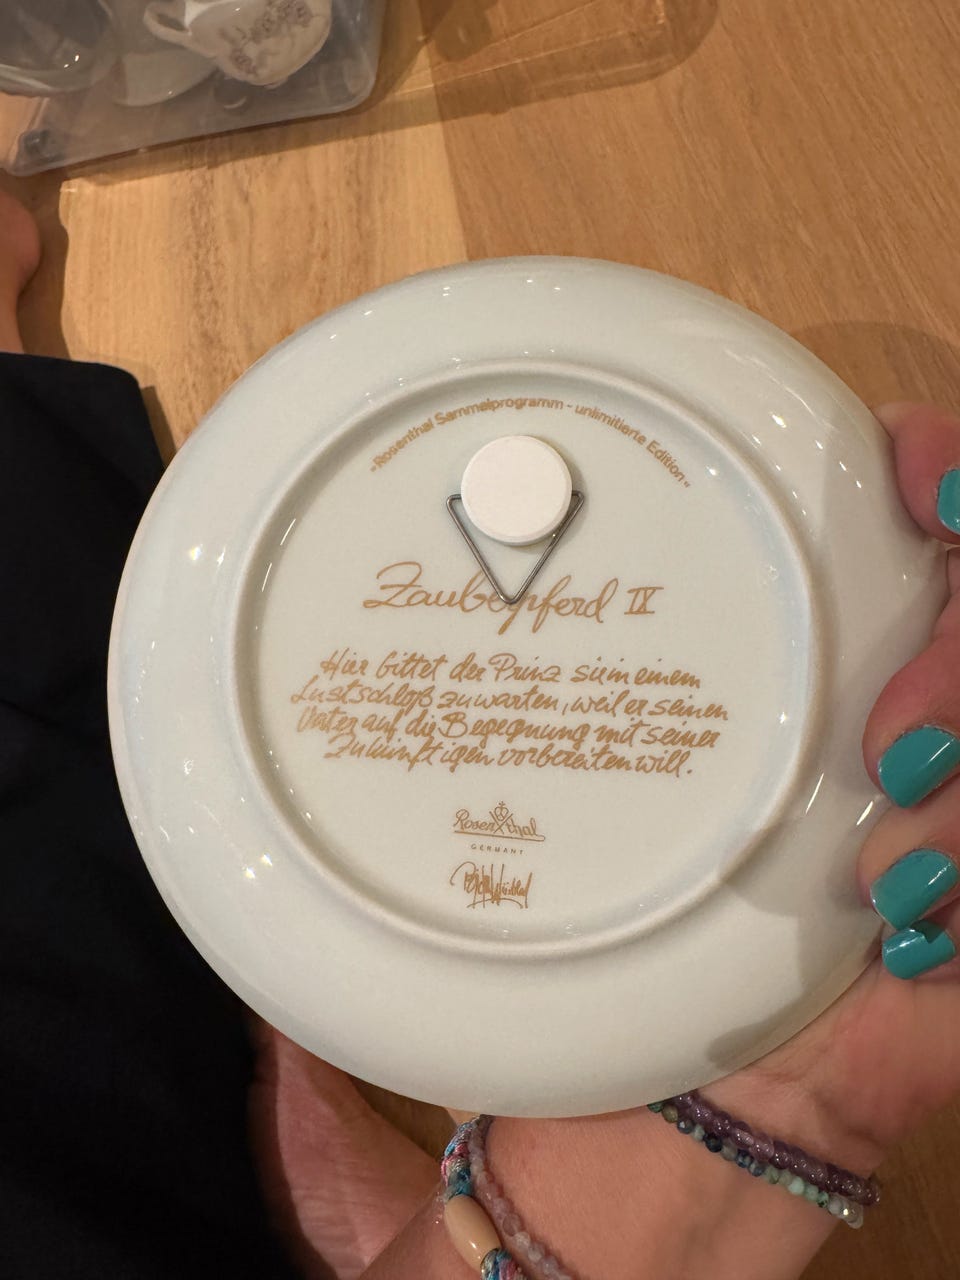 „Rosenthal Sammelprogramm - unlimitierte Edition“
Zauberpferd IX
Hier bittet der Prinz sie in einem
Lustschloß zu warten, weil er seinen
Vater auf die Begegnung mit seiner
Zukünftigen vorbereiten will.
Rosenthal
GERMANY